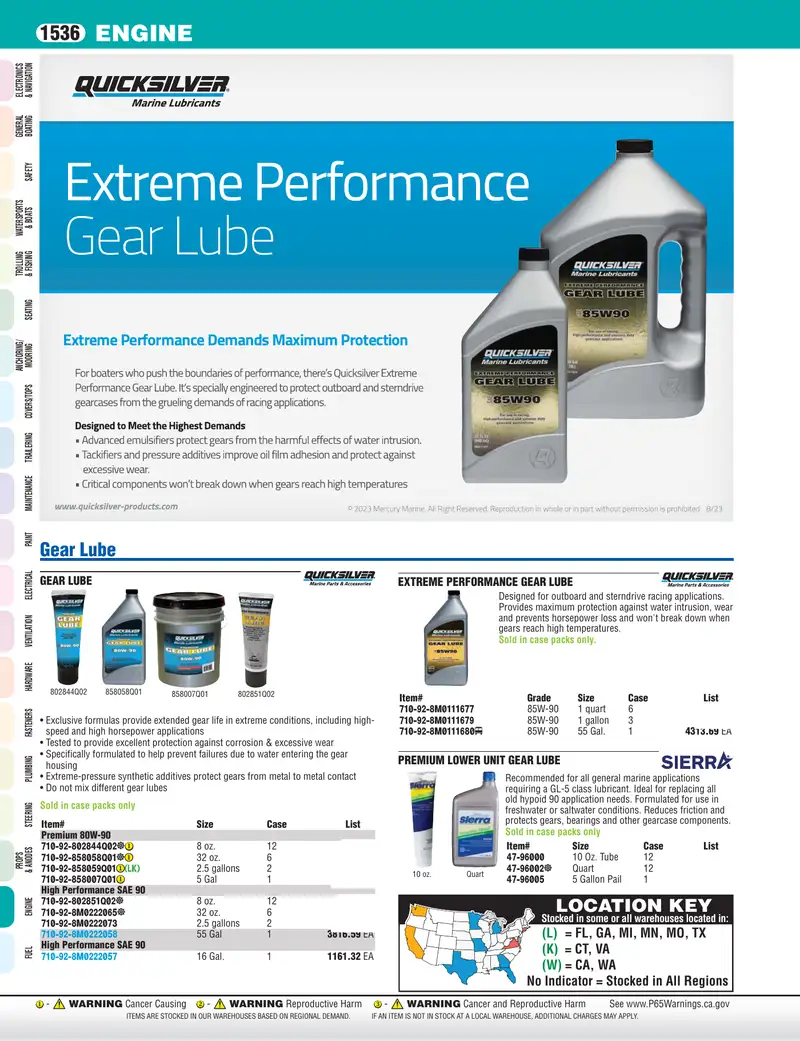 1536 ENGINE
ELECTRONICS
& NAVIGATION
GENERAL
BOATING
SAFETY
WATERSPORTS
& BOATS
TROLLING
& FISHING
SEATING
ANCHORING/
MOORING
COVERS/TOPS
TRAILERING
MAINTENANCE
PAINT
ELECTRICAL
VENTILATION
HARDWARE
FASTENERS
PLUMBING
STEERING
PROPS
& ANODES
ENGINE
FUEL
QUICKSILVER
Marine Lubricants
Extreme Performance
Gear Lube
QUICKSILVER
Marine Lubricants
EXTREME PERFORMANCE
GEAR LUBE
85W90
QUICKSILVER
Marine Lubricants
EXTREME PERFORMANCE
GEAR LUBE
85W90
Extreme Performance Demands Maximum Protection
For boaters who push the boundaries of performance, there's Quicksilver Extreme
Performance Gear Lube. It's specially engineered to protect outboard and sterndrive
gearcases from the grueling demands of racing applications.
Designed to Meet the Highest Demands
• Advanced emulsifiers protect gears from the harmful effects of water intrusion.
• Tackifiers and pressure additives improve oil film adhesion and protect against
excessive wear.
• Critical components won't break down when gears reach high temperatures
www.quicksilver-products.com
© 2023 Mercury Marine. All Right Reserved. Reproduction in whole or in part without permission is prohibited 8/23
Gear Lube
GEAR LUBE
QUICKSILVER
Marine Parts & Accessories
802844Q02
858058Q01
858007Q01
802851Q02
• Exclusive formulas provide extended gear life in extreme conditions, including high-
speed and high horsepower applications
• Tested to provide excellent protection against corrosion & excessive wear
• Specifically formulated to help prevent failures due to water entering the gear
housing
• Extreme-pressure synthetic additives protect gears from metal to metal contact
• Do not mix different gear lubes
Sold in case packs only
Item# Size Case List
Premium 80W-90
710-92-802844Q02 1 8 oz. 12
710-92-858058Q01 1 32 oz. 6
710-92-858059Q01 1 (LK) 2.5 gallons 2
710-92-858007Q01 1 5 Gal 1
High Performance SAE 90
710-92-802851Q02 8 oz. 12
710-92-8M0222065 32 oz. 6
710-92-8M0222073 2.5 gallons 2
710-92-8M0222058 55 Gal 1 3816.59 EA
High Performance SAE 90
710-92-8M0222057 16 Gal. 1 1161.32 EA
EXTREME PERFORMANCE GEAR LUBE
QUICKSILVER
Marine Parts & Accessories
Designed for outboard and sterndrive racing applications.
Provides maximum protection against water intrusion, wear
and prevents horsepower loss and won't break down when
gears reach high temperatures.
Sold in case packs only.
Item# Grade Size Case List
710-92-8M0111677 85W-90 1 quart 6
710-92-8M0111679 85W-90 1 gallon 3
710-92-8M0111680 85W-90 55 Gal. 1 4313.69 EA
PREMIUM LOWER UNIT GEAR LUBE
SIERRA
Recommended for all general marine applications
requiring a GL-5 class lubricant. Ideal for replacing all
old hypoid 90 application needs. Formulated for use in
freshwater or saltwater conditions. Reduces friction and
protects gears, bearings and other gearcase components.
Sold in case packs only
10 oz.
Quart
Item# Size Case List
47-96000 10 Oz. Tube 12
47-96002 Quart 12
47-96005 5 Gallon Pail 1
LOCATION KEY
Stocked in some or all warehouses located in:
(L) = FL, GA, MI, MN, MO, TX
(K) = CT, VA
(W) = CA, WA
No Indicator = Stocked in All Regions
1 - WARNING Cancer Causing 2 - WARNING Reproductive Harm 3 - WARNING Cancer and Reproductive Harm See www.P65Warnings.ca.gov
ITEMS ARE STOCKED IN OUR WAREHOUSES BASED ON REGIONAL DEMAND. IF AN ITEM IS NOT IN STOCK AT A LOCAL WAREHOUSE, ADDITIONAL CHARGES MAY APPLY.